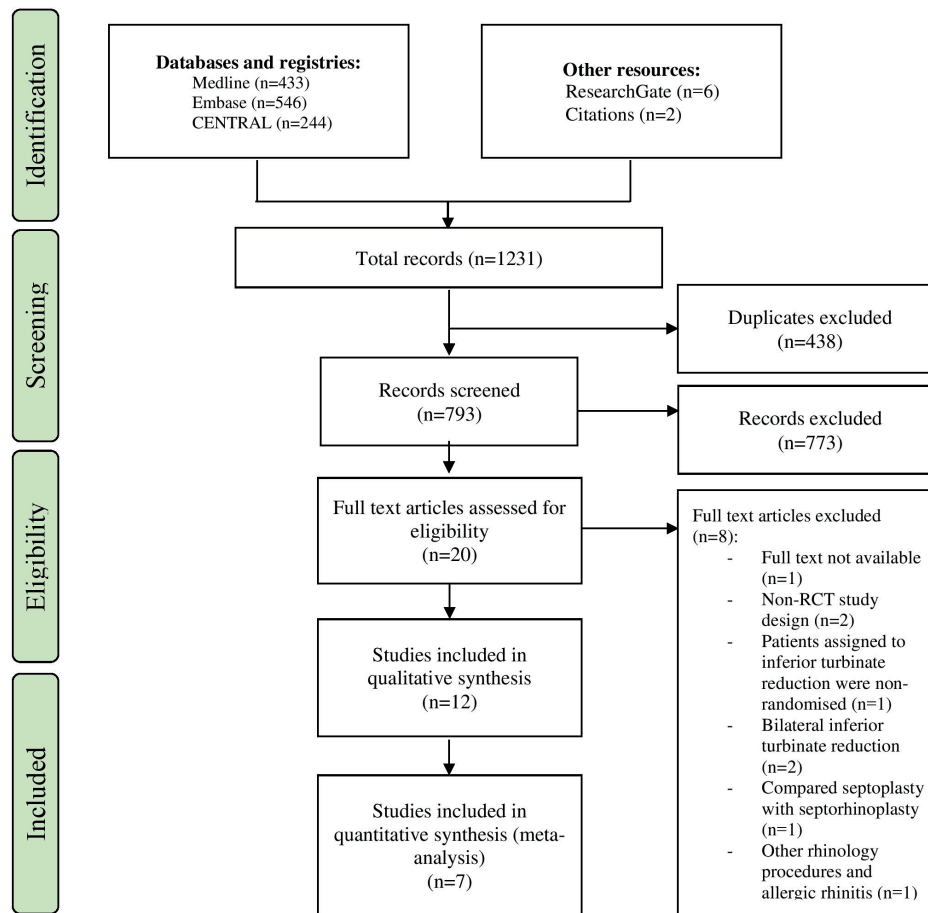 Identification
Databases and registries:
Medline (n=433)
Embase (n=546)
CENTRAL (n=244)
Other resources:
ResearchGate (n=6)
Citations (n=2)
Total records (n=1231)
Screening
Duplicates excluded
(n=438)
Records screened
(n=793)
Records excluded
(n=773)
Eligibility
Full text articles assessed for
eligibility
(n=20)
Full text articles excluded
(n=8):
- Full text not available
(n=1)
- Non-RCT study
design (n=2)
- Patients assigned to
inferior turbinate
reduction were non-
randomised (n=1)
- Bilateral inferior
turbinate reduction
(n=2)
- Compared septoplasty
with septorhinoplasty
(n=1)
- Other rhinology
procedures and
allergic rhinitis (n=1)
Studies included in
qualitative synthesis
(n=12)
Included
Studies included in
quantitative synthesis (meta-
analysis)
(n=7)